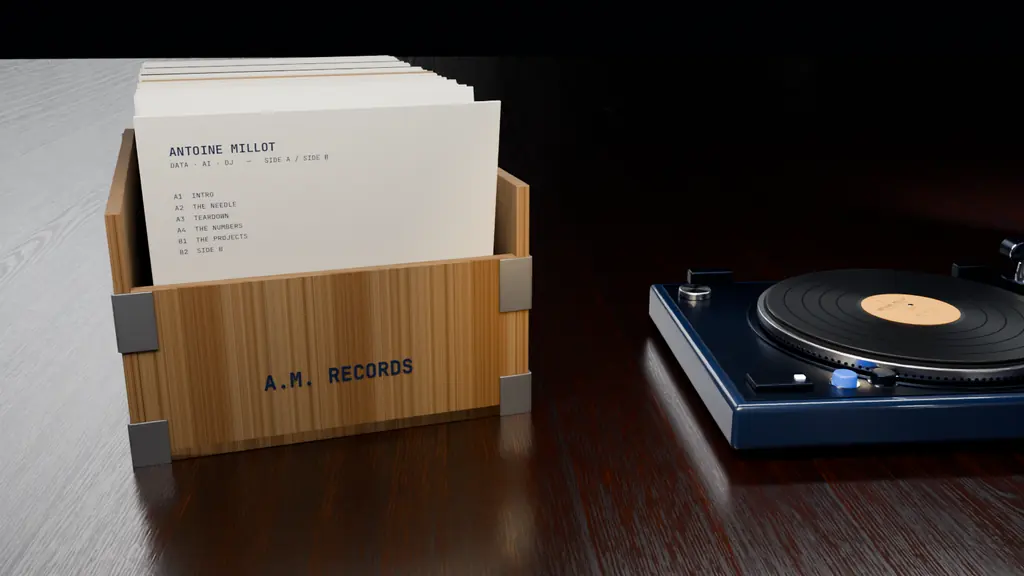 ANTOINE MILLOT
DATA · AI · DJ — SIDE A / SIDE B
A1 INTRO
A2 THE NEEDLE
A3 TEARDOWN
A4 THE NUMBERS
B1 THE PROJECTS
B2 SIDE B
A.M. RECORDS